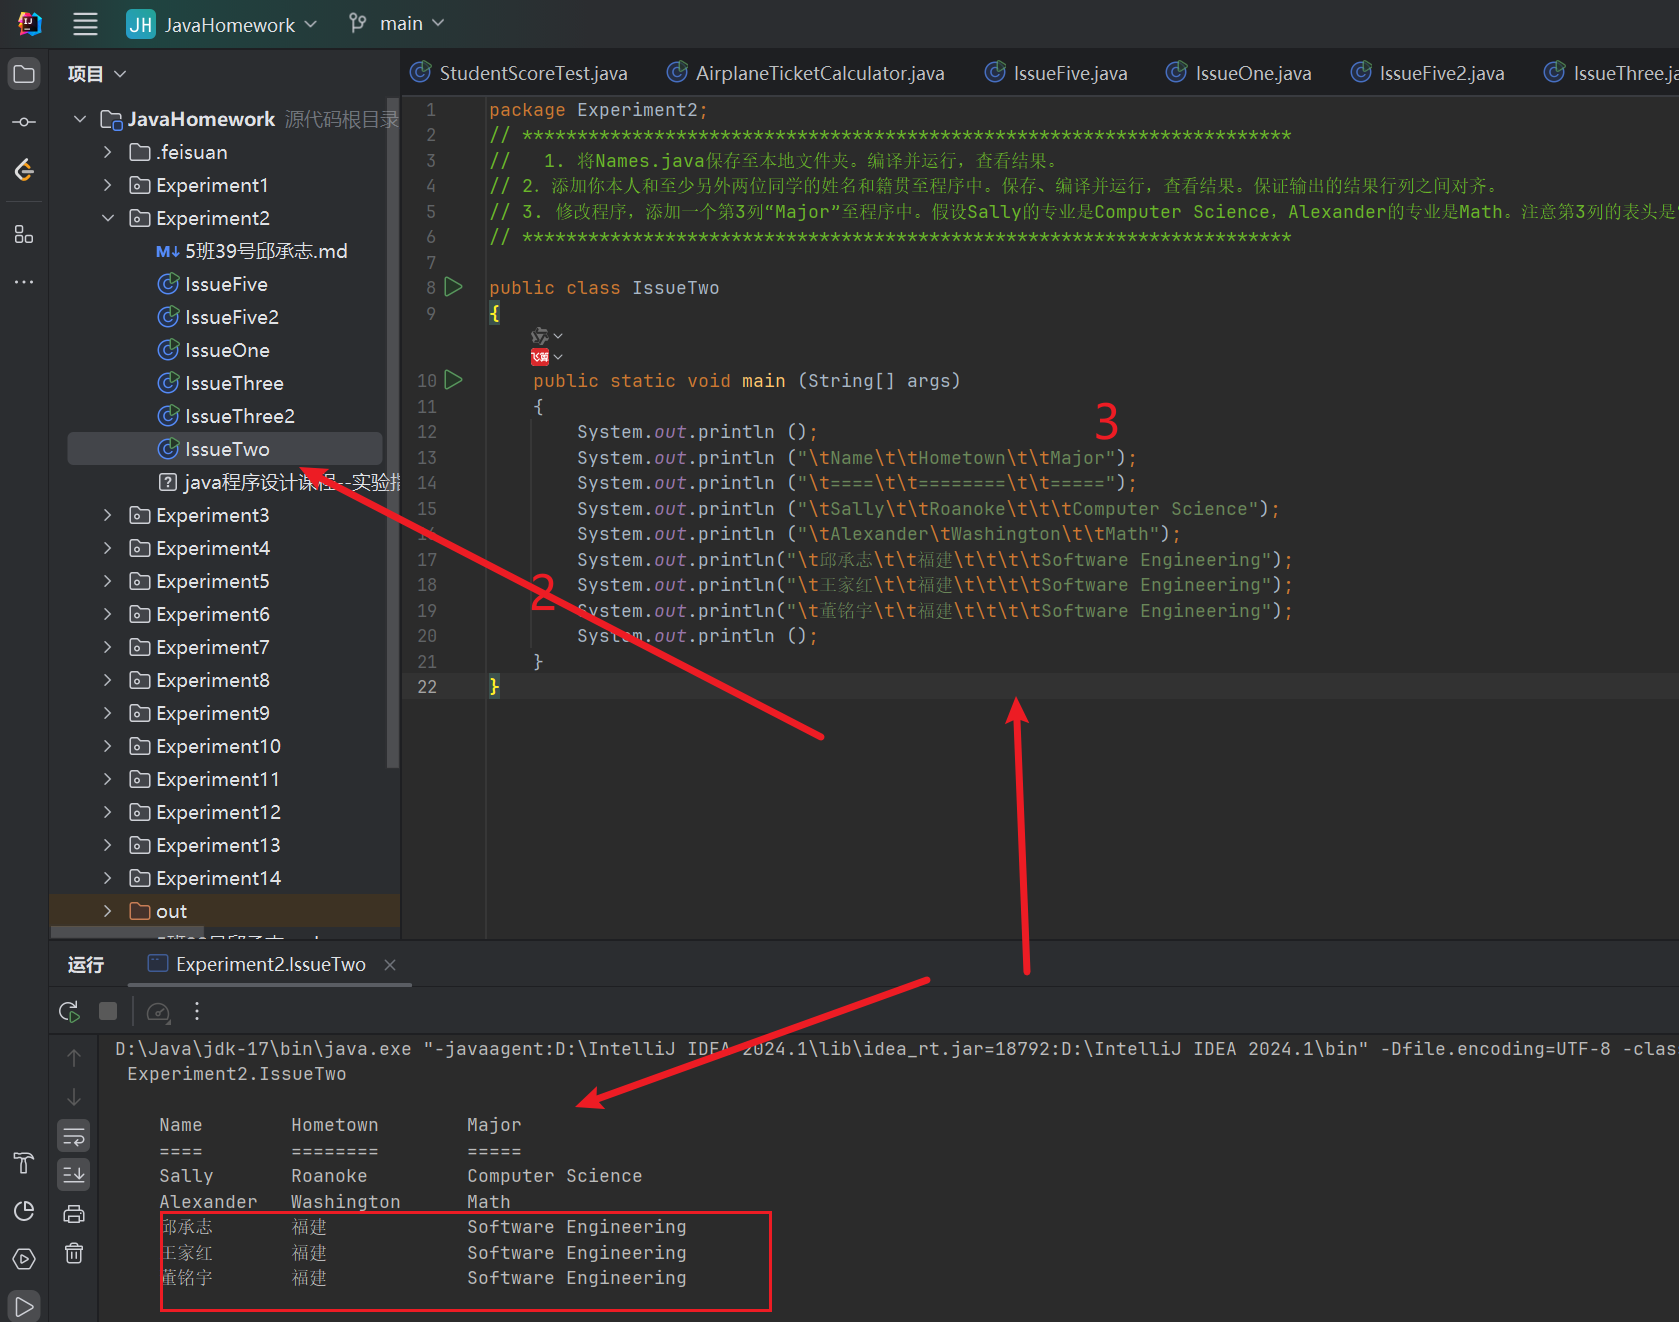 JH JavaHomework main
项目
StudentScoreTest.java AirplaneTicketCalculator.java IssueFive.java IssueOne.java IssueFive2.java IssueThree.ja
JavaHomework 源代码根目录
.feisuan
Experiment1
Experiment2
M↓ 5班39号邱承志.md
IssueFive
IssueFive2
IssueOne
IssueThree
IssueThree2
IssueTwo
java程序设计课程--实验指
Experiment3
Experiment4
Experiment5
Experiment6
Experiment7
Experiment8
Experiment9
Experiment10
Experiment11
Experiment12
Experiment13
Experiment14
out
1 package Experiment2;
2 // **********************************************************************
3 //   1. 将Names.java保存至本地文件夹。编译并运行，查看结果。
4 // 2. 添加你本人和至少另外两位同学的姓名和籍贯至程序中。保存、编译并运行，查看结果。保证输出的结果行列之间对齐。
5 // 3. 修改程序，添加一个第3列“Major”至程序中。假设Sally的专业是Computer Science，Alexander的专业是Math。注意第3列的表头是“
6 // **********************************************************************
7
8 public class IssueTwo
9 {
飞算
10 public static void main (String[] args)
11 {
3
12 System.out.println ();
13 System.out.println ("\tName\t\tHometown\t\tMajor");
14 System.out.println ("\t====\t\t========\t\t=====");
15 System.out.println ("\tSally\t\tRoanoke\t\t\tComputer Science");
16 System.out.println ("\tAlexander\tWashington\t\tMath");
17 System.out.println("\t邱承志\t\t福建\t\t\t\tSoftware Engineering");
18 System.out.println("\t王家红\t\t福建\t\t\t\tSoftware Engineering");
2
19 System.out.println("\t董铭宇\t\t福建\t\t\t\tSoftware Engineering");
20 System.out.println ();
21 }
22 }
运行 Experiment2.IssueTwo
D:\Java\jdk-17\bin\java.exe "-javaagent:D:\IntelliJ IDEA 2024.1\lib\idea_rt.jar=18792:D:\IntelliJ IDEA 2024.1\bin" -Dfile.encoding=UTF-8 -clas
Experiment2.IssueTwo
Name Hometown Major
==== ======== =====
Sally Roanoke Computer Science
Alexander Washington Math
邱承志 福建 Software Engineering
王家红 福建 Software Engineering
董铭宇 福建 Software Engineering